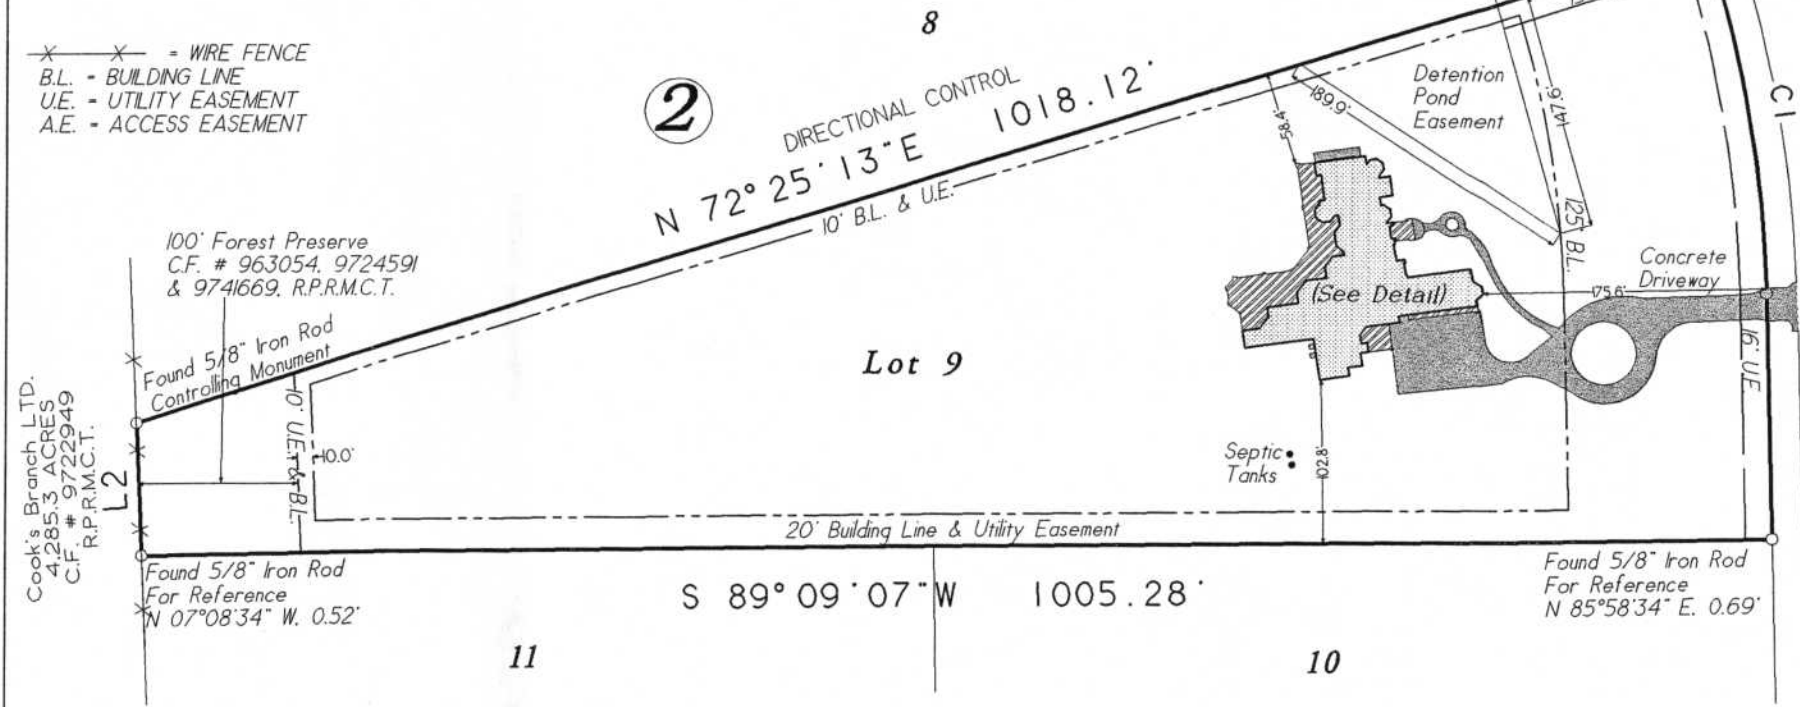 8
= WIRE FENCE
B.L. - BUILDING LINE
U.E. - UTILITY EASEMENT
A.E. - ACCESS EASEMENT
2
DIRECTIONAL CONTROL
N 72° 25' 13" E 1018.12'
10' B.L. & U.E.
Detention
Pond
Easement
189.9'
147.6'
58.4'
C1
125' B.L.
100' Forest Preserve
C.F. # 963054, 9724591
& 9741669, R.P.R.M.C.T.
Concrete
Driveway
175.6'
(See Detail)
16' U.E.
Found 5/8" Iron Rod
Controlling Monument
Lot 9
Cook's Branch LTD.
4,285.3 ACRES
C.F. # 9722949
R.P.R.M.C.T.
L2
10' U.E. & B.L.
10.0'
Septic
Tanks
102.8'
20' Building Line & Utility Easement
Found 5/8" Iron Rod
For Reference
N 07°08'34" W, 0.52'
S 89° 09' 07" W 1005.28'
Found 5/8" Iron Rod
For Reference
N 85°58'34" E, 0.69'
11
10